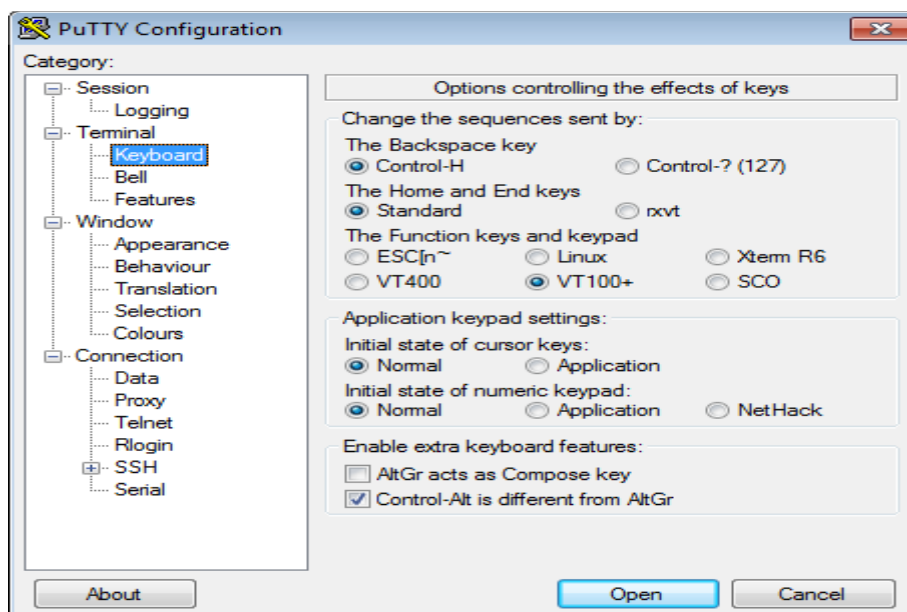 PuTTY Configuration
Category:
Session
Logging
Terminal
Keyboard
Bell
Features
Window
Appearance
Behaviour
Translation
Selection
Colours
Connection
Data
Proxy
Telnet
Rlogin
SSH
Serial
Options controlling the effects of keys
Change the sequences sent by:
The Backspace key
Control-H Control-? (127)
The Home and End keys
Standard rxvt
The Function keys and keypad
ESC[n~ Linux Xterm R6
VT400 VT100+ SCO
Application keypad settings:
Initial state of cursor keys:
Normal Application
Initial state of numeric keypad:
Normal Application NetHack
Enable extra keyboard features:
AltGr acts as Compose key
Control-Alt is different from AltGr
About Open Cancel